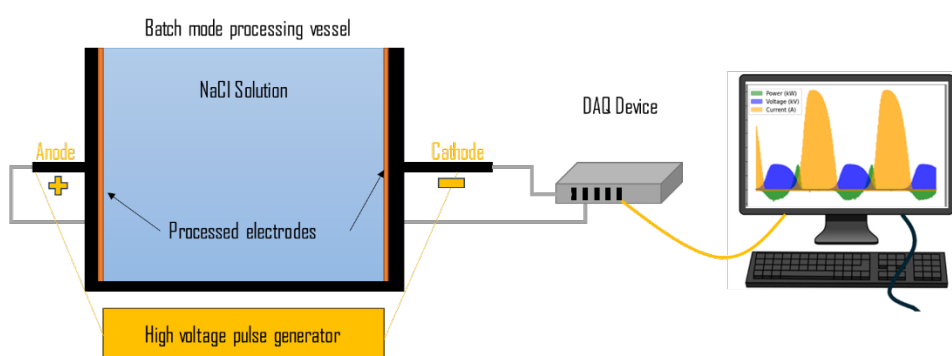 Batch mode processing vessel
NaCl Solution
DAQ Device
Power (kW)
Voltage (kV)
Current (A)
Anode
Cathode
+
Processed electrodes
High voltage pulse generator